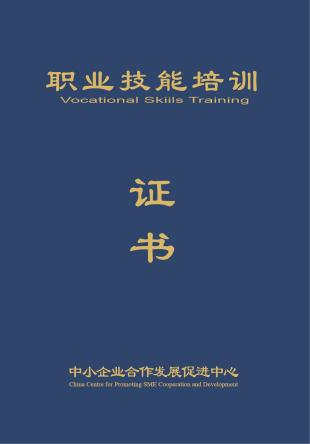 职业技能培训
Vocational Skiils Training
证
书
中小企业合作发展促进中心
China Centre for Promoting SME Cooperation and Development